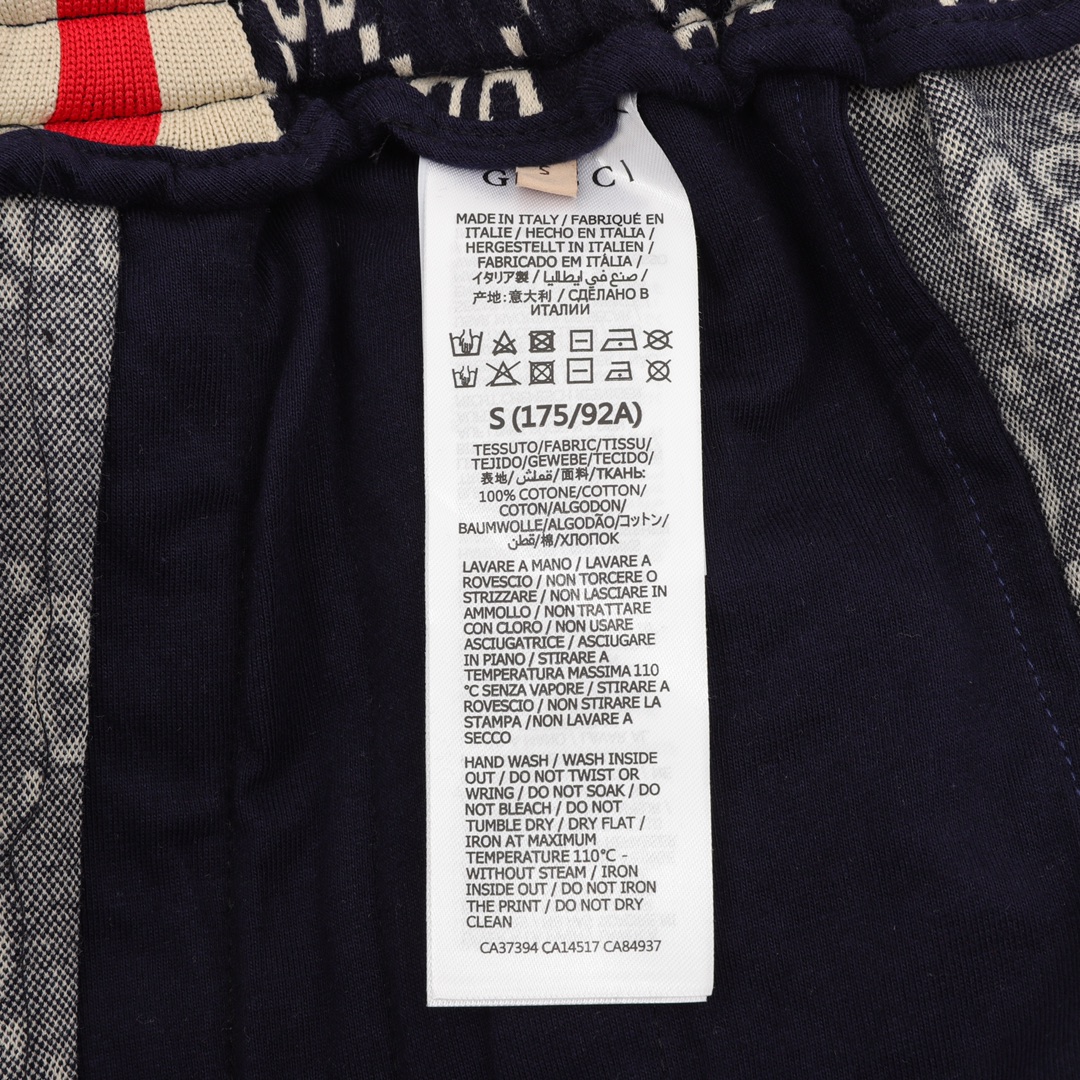 S
G C
MADE IN ITALY / FABRIQUÉ EN
ITALIE / HECHO EN ITALIA /
HERGESTELLT IN ITALIEN /
FABRICADO EM ITÁLIA /
イタリア製 / صنع في ايطاليا /
产地:意大利 / СДЕЛАНО В
ИТАЛИИ
S (175/92A)
TESSUTO/FABRIC/TISSU/
TEJIDO/GEWEBE/TECIDO/
表地/قماش/面料/ТКАНЬ:
100% COTONE/COTTON/
COTON/ALGODON/
BAUMWOLLE/ALGODÃO/コットン/
قطن/棉/ХЛОПОК
LAVARE A MANO / LAVARE A
ROVESCIO / NON TORCERE O
STRIZZARE / NON LASCIARE IN
AMMOLLO / NON TRATTARE
CON CLORO / NON USARE
ASCIUGATRICE / ASCIUGARE
IN PIANO / STIRARE A
TEMPERATURA MASSIMA 110
°C SENZA VAPORE / STIRARE A
ROVESCIO / NON STIRARE LA
STAMPA /NON LAVARE A
SECCO
HAND WASH / WASH INSIDE
OUT / DO NOT TWIST OR
WRING / DO NOT SOAK / DO
NOT BLEACH / DO NOT
TUMBLE DRY / DRY FLAT /
IRON AT MAXIMUM
TEMPERATURE 110°C -
WITHOUT STEAM / IRON
INSIDE OUT / DO NOT IRON
THE PRINT / DO NOT DRY
CLEAN
CA37394 CA14517 CA84937